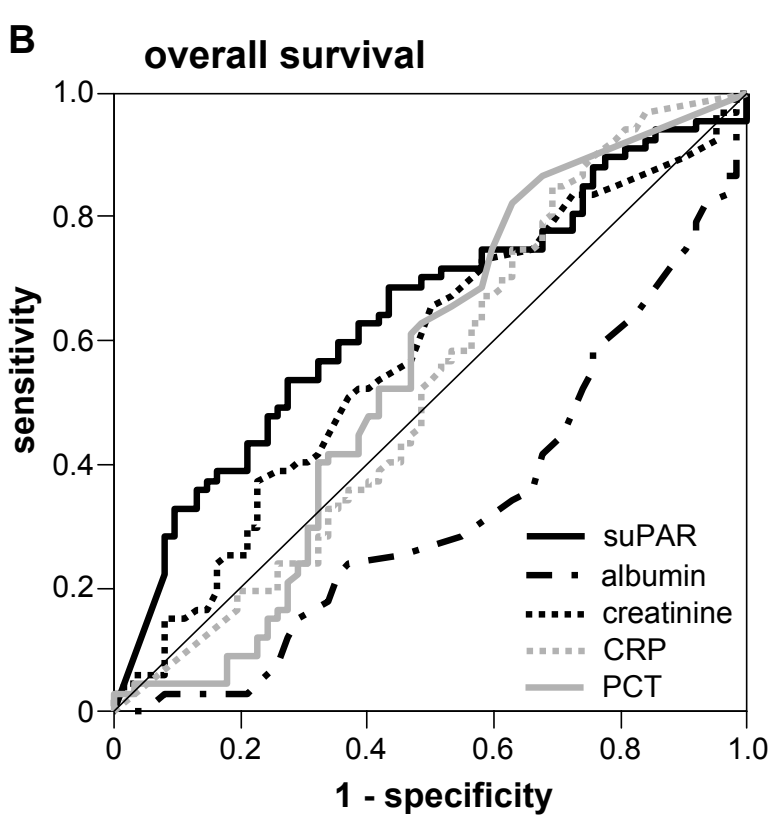 B
overall survival
1.0
0.8
0.6
0.4
0.2
0
sensitivity
suPAR
albumin
creatinine
CRP
PCT
0 0.2 0.4 0.6 0.8 1.0
1 - specificity